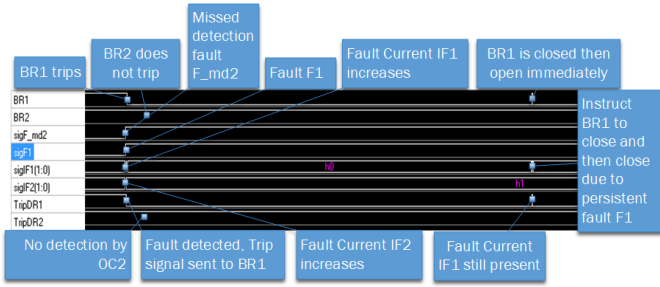 Missed
detection
fault
F_md2
BR2 does
not trip
BR1 trips
Fault F1
Fault Current IF1
increases
BR1 is closed then
open immediately
BR1
BR2
sigF_md2
sigF1
sigIF1(1:0)
h0
sigIF2(1:0)
h1
TripDR1
TripDR2
Instruct
BR1 to
close and
then close
due to
persistent
fault F1
No detection by
OC2
Fault detected, Trip
signal sent to BR1
Fault Current IF2
increases
Fault Current
IF1 still present